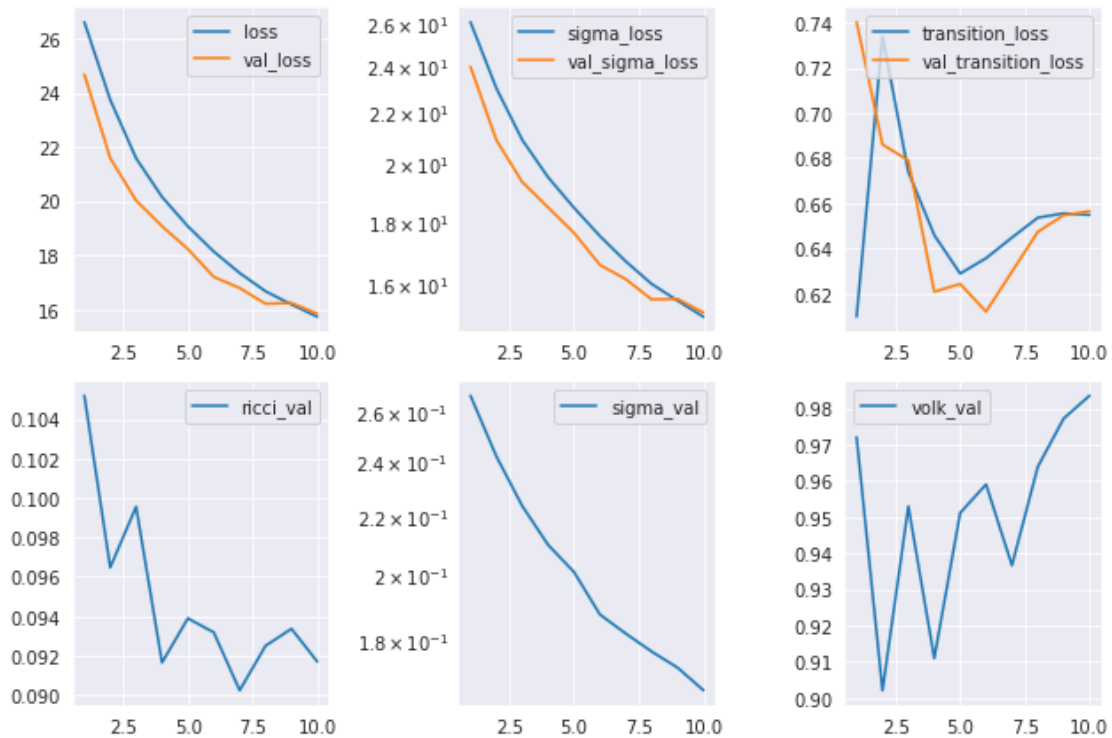 loss
val_loss
26
24
22
20
18
16
2.5 5.0 7.5 10.0
sigma_loss
val_sigma_loss
2.6 × 10¹
2.4 × 10¹
2.2 × 10¹
2 × 10¹
1.8 × 10¹
1.6 × 10¹
2.5 5.0 7.5 10.0
transition_loss
val_transition_loss
0.74
0.72
0.70
0.68
0.66
0.64
0.62
2.5 5.0 7.5 10.0
ricci_val
0.104
0.102
0.100
0.098
0.096
0.094
0.092
0.090
2.5 5.0 7.5 10.0
sigma_val
2.6 × 10⁻¹
2.4 × 10⁻¹
2.2 × 10⁻¹
2 × 10⁻¹
1.8 × 10⁻¹
2.5 5.0 7.5 10.0
volk_val
0.98
0.97
0.96
0.95
0.94
0.93
0.92
0.91
0.90
2.5 5.0 7.5 10.0